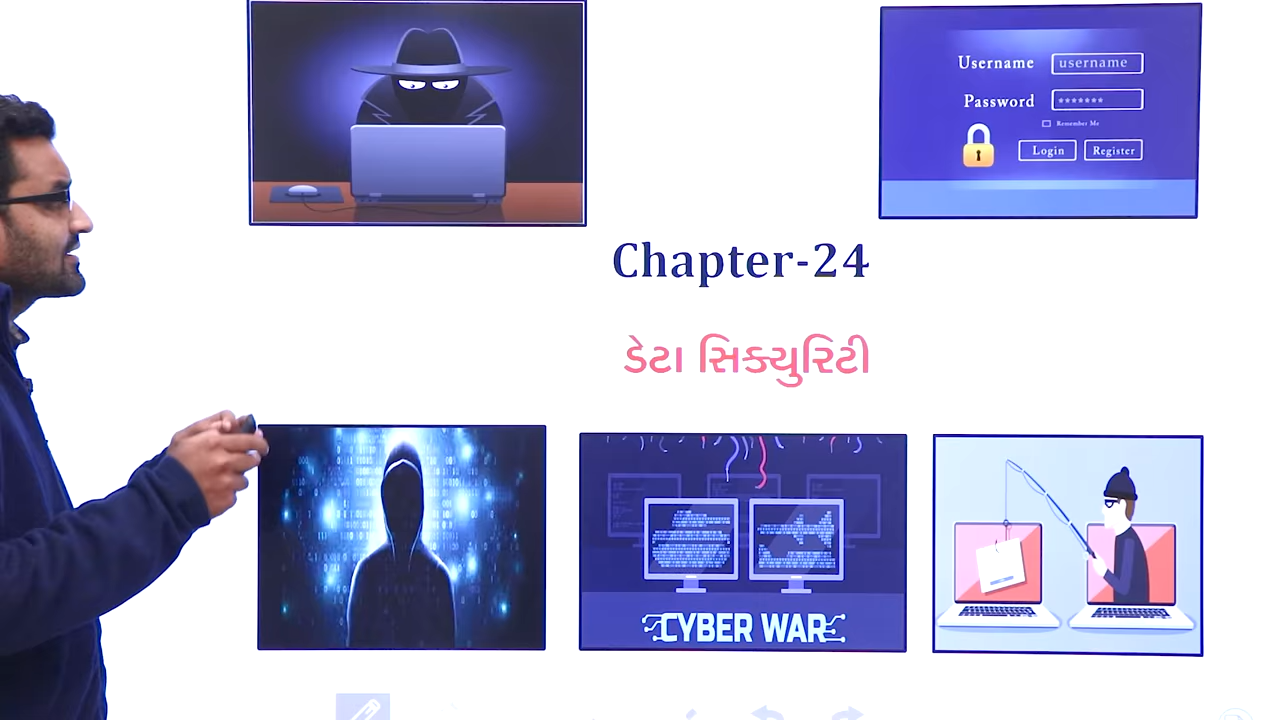 Username username
Password *******
Remember Me
Login Register
Chapter-24
ડેટા સિક્યુરિટી
CYBER WAR